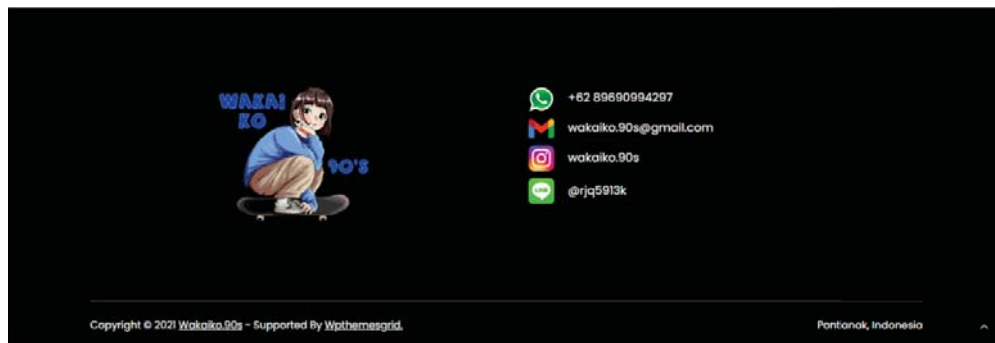 WAKAI
KO
90'S
+62 89690994297
wakaiko.90s@gmail.com
wakaiko.90s
LINE
@rjq5913k
Copyright © 2021 Wakaiko.90s - Supported By Wpthemesgrid.
Pontianak, Indonesia